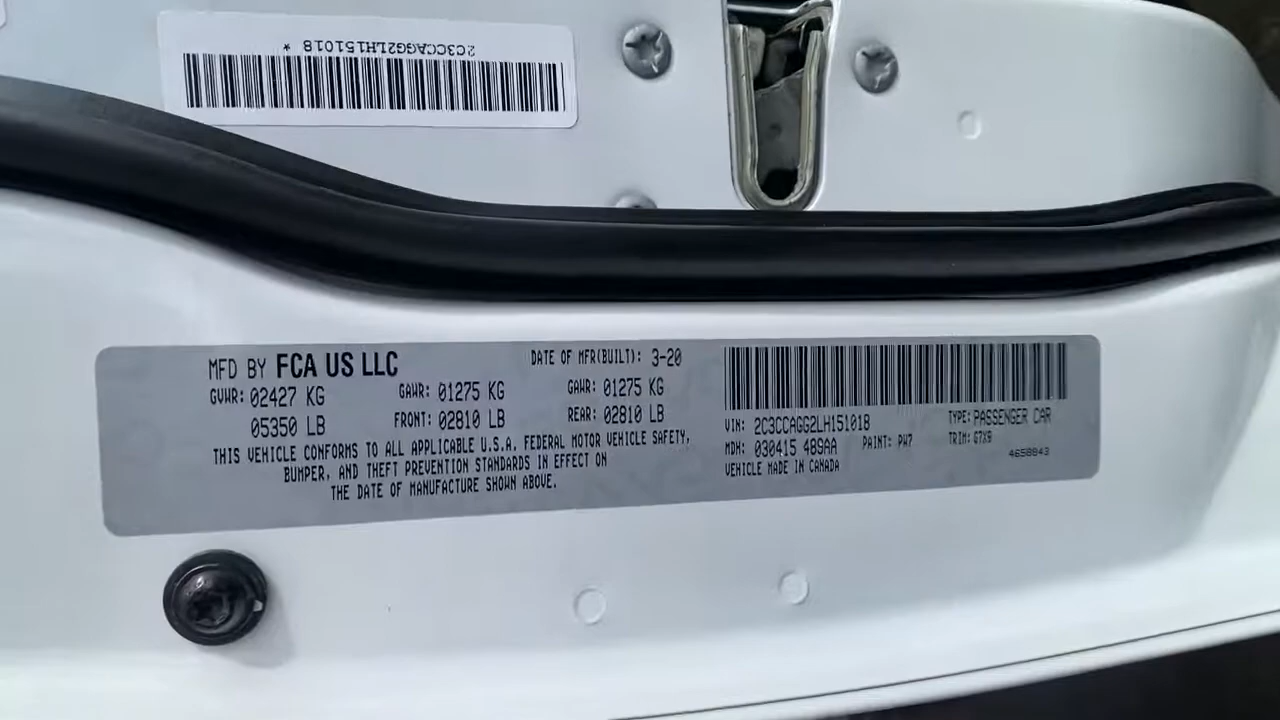 2C3CCAGG2LH151018 *
MFD BY FCA US LLC
DATE OF MFR(BUILT): 3-20
GVWR: 02427 KG
GAWR: 01275 KG
GAWR: 01275 KG
05350 LB
FRONT: 02810 LB
REAR: 02810 LB
THIS VEHICLE CONFORMS TO ALL APPLICABLE U.S.A. FEDERAL MOTOR VEHICLE SAFETY,
BUMPER, AND THEFT PREVENTION STANDARDS IN EFFECT ON
THE DATE OF MANUFACTURE SHOWN ABOVE.
VIN: 2C3CCAGG2LH151018
TYPE: PASSENGER CAR
MDH: 030415 489AA
PAINT: PW7
TRIM: G7X9
VEHICLE MADE IN CANADA
4658843